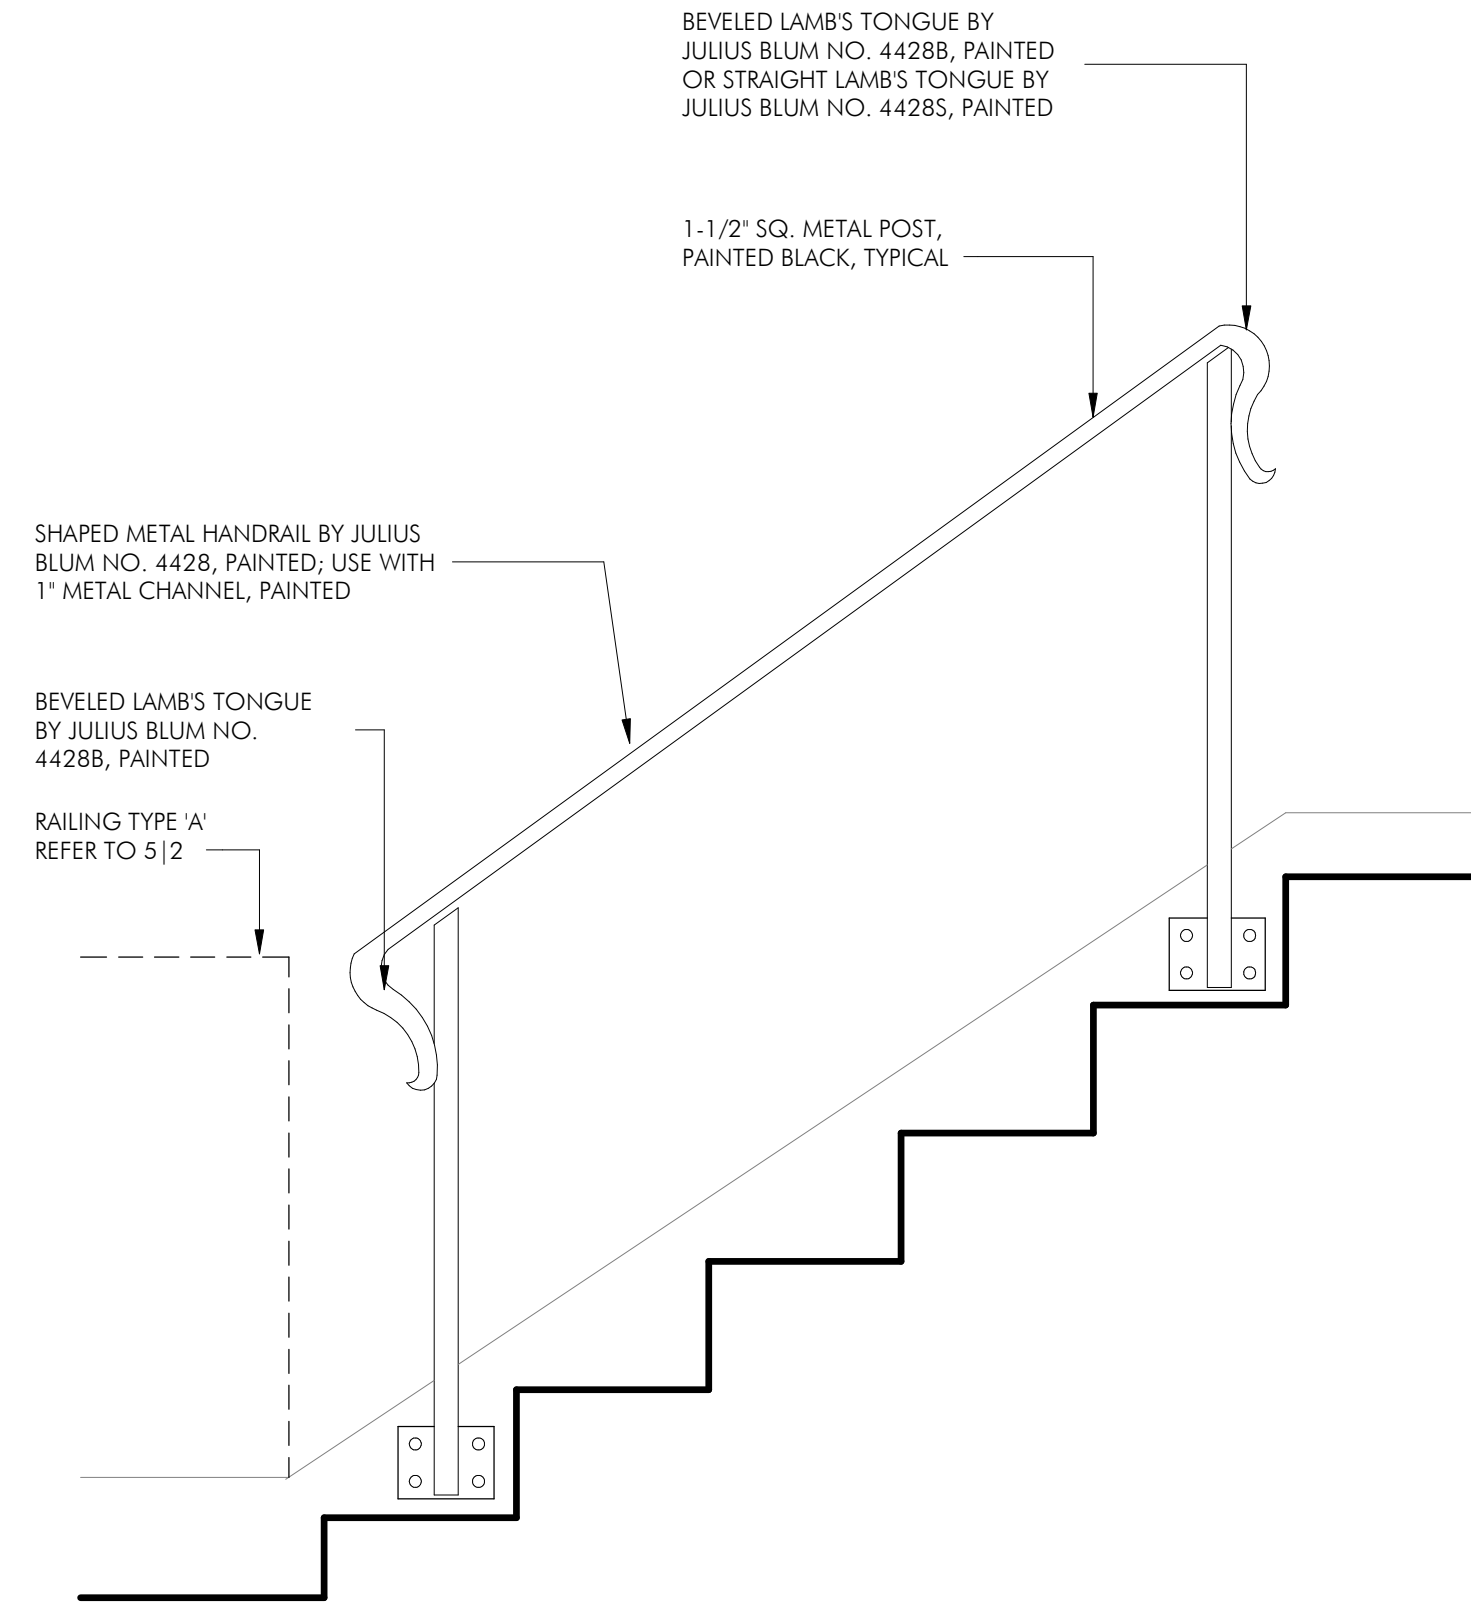 BEVELED LAMB'S TONGUE BY
JULIUS BLUM NO. 4428B, PAINTED
OR STRAIGHT LAMB'S TONGUE BY
JULIUS BLUM NO. 4428S, PAINTED
1-1/2" SQ. METAL POST,
PAINTED BLACK, TYPICAL
SHAPED METAL HANDRAIL BY JULIUS
BLUM NO. 4428, PAINTED; USE WITH
1" METAL CHANNEL, PAINTED
BEVELED LAMB'S TONGUE
BY JULIUS BLUM NO.
4428B, PAINTED
RAILING TYPE 'A'
REFER TO 5|2